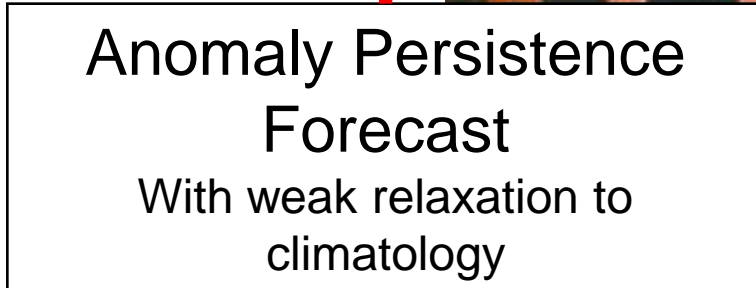 Anomaly Persistence
Forecast
With weak relaxation to
climatology